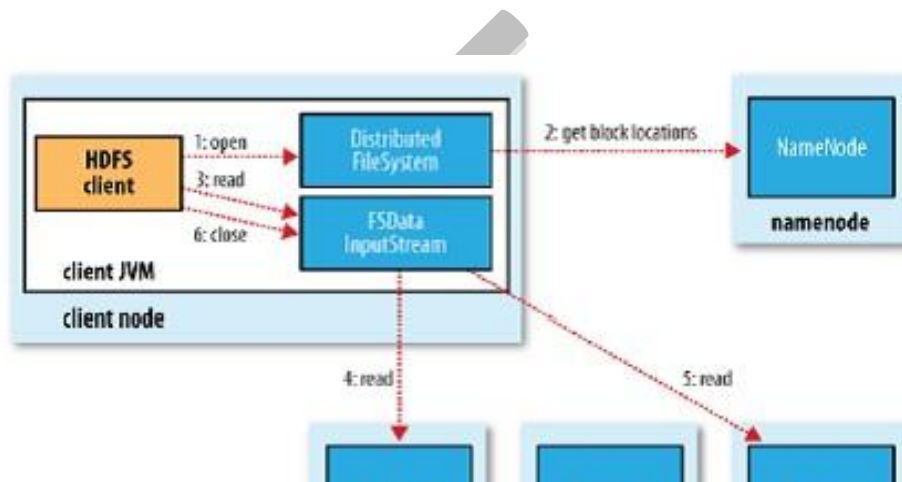 HDFS
client
1: open
3: read
6: close
Distributed
FileSystem
FSData
InputStream
client JVM
client node
2: get block locations
NameNode
namenode
4: read
5: read